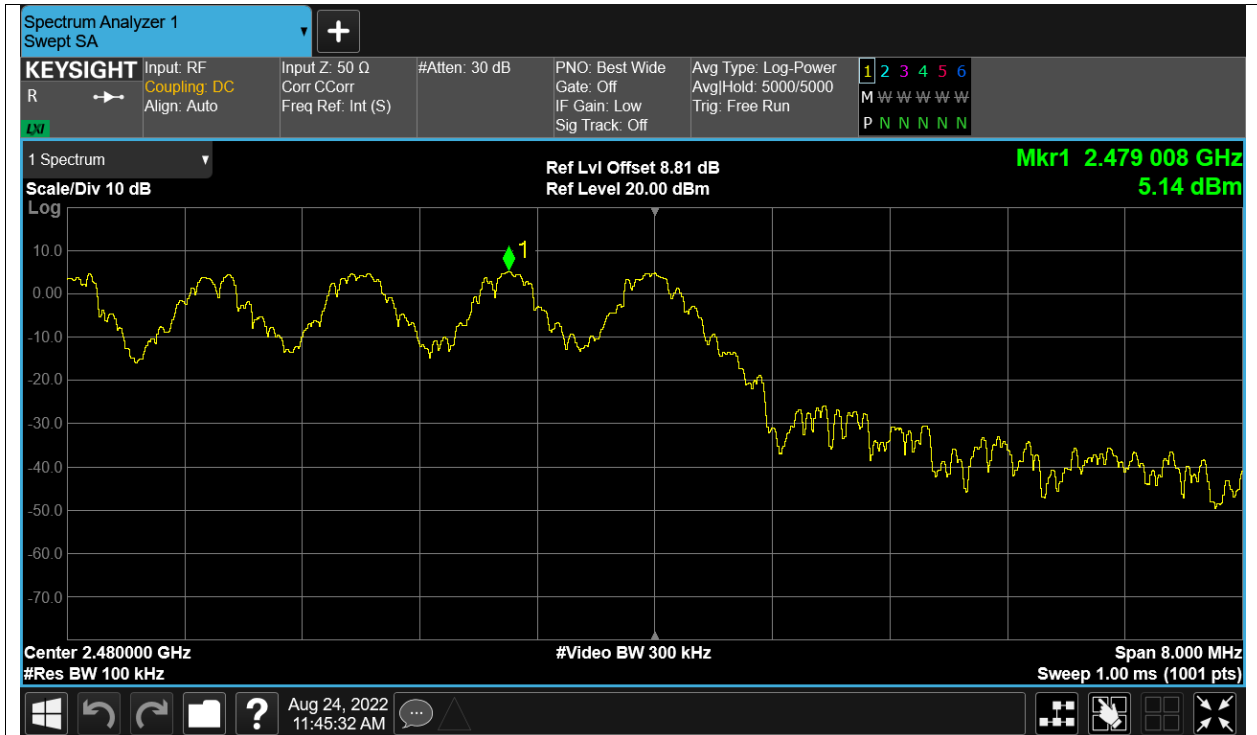 Spectrum Analyzer 1
Swept SA
+
KEYSIGHT
R
LXI
Input: RF
Coupling: DC
Align: Auto
Input Z: 50 Ω
Corr CCorr
Freq Ref: Int (S)
#Atten: 30 dB
PNO: Best Wide
Gate: Off
IF Gain: Low
Sig Track: Off
Avg Type: Log-Power
Avg|Hold: 5000/5000
Trig: Free Run
1 2 3 4 5 6
M W W W W W
P N N N N N
1 Spectrum
Scale/Div 10 dB
Log
Ref Lvl Offset 8.81 dB
Ref Level 20.00 dBm
Mkr1 2.479 008 GHz
5.14 dBm
1
10.0
0.00
-10.0
-20.0
-30.0
-40.0
-50.0
-60.0
-70.0
Center 2.480000 GHz
#Res BW 100 kHz
#Video BW 300 kHz
Span 8.000 MHz
Sweep 1.00 ms (1001 pts)
?
Aug 24, 2022
11:45:32 AM